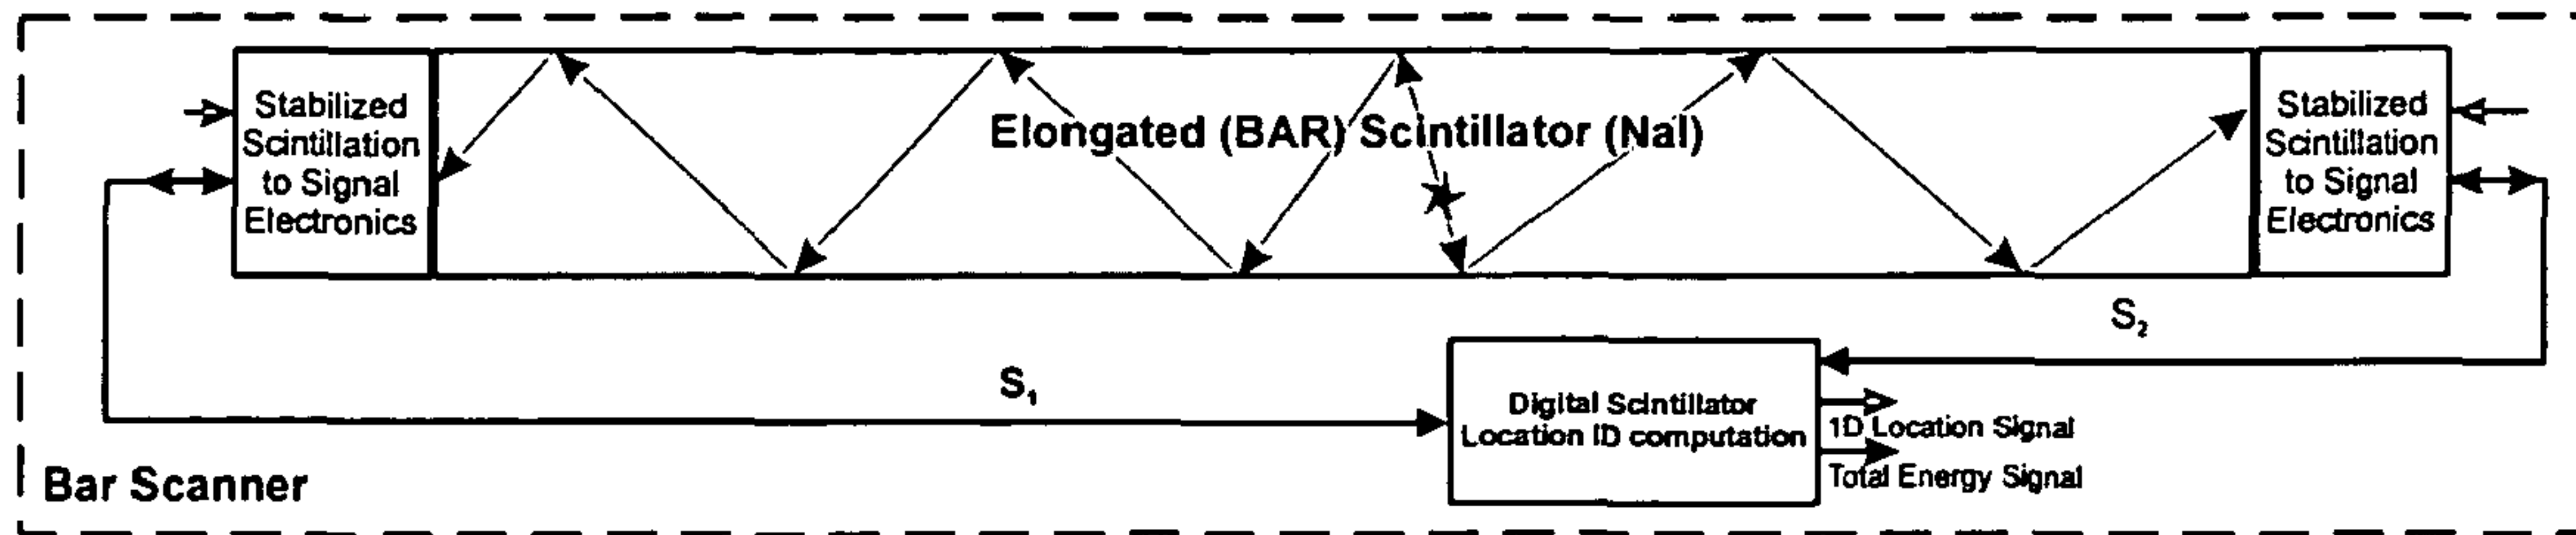 Stabilized
Scintillation
to Signal
Electronics
Elongated (BAR) Scintillator (NaI)
Stabilized
Scintillation
to Signal
Electronics
S₂
S₁
Digital Scintillator
Location ID computation
1D Location Signal
Total Energy Signal
Bar Scanner